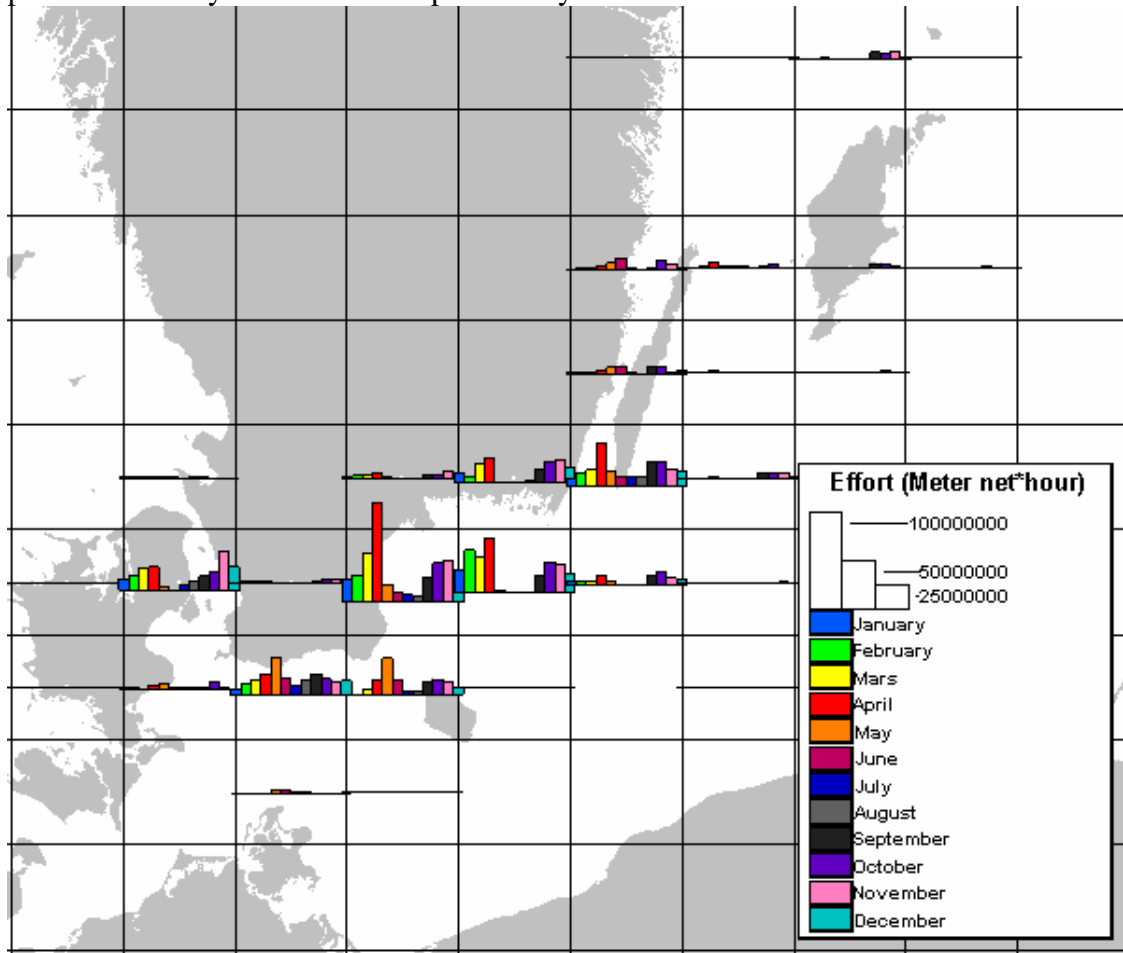 Effort (Meter net*hour)
100000000
50000000
25000000
January
February
Mars
April
May
June
July
August
September
October
November
December